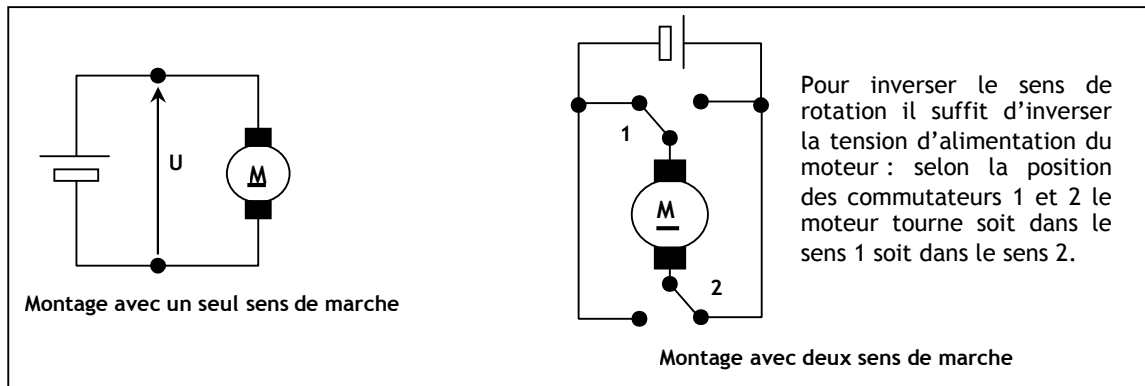 U
M
Montage avec un seul sens de marche
1
M
2
Pour inverser le sens de
rotation il suffit d’inverser
la tension d’alimentation du
moteur : selon la position
des commutateurs 1 et 2 le
moteur tourne soit dans le
sens 1 soit dans le sens 2.
Montage avec deux sens de marche